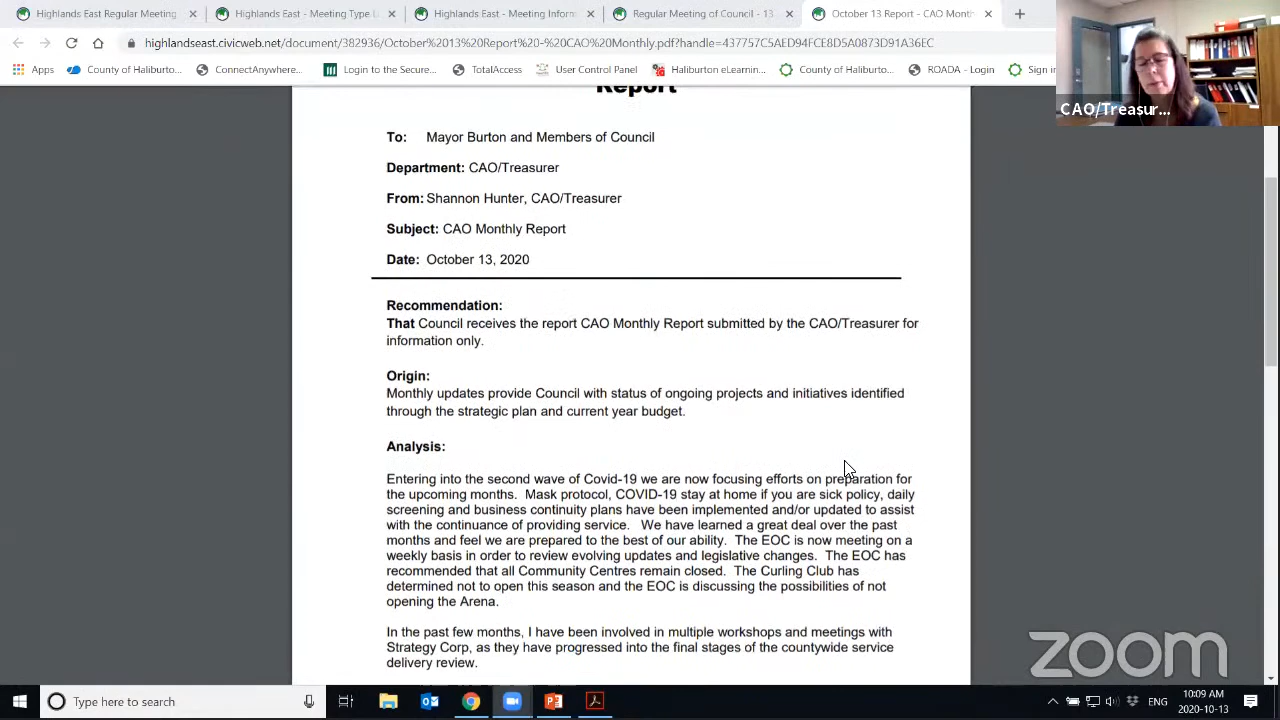 Highlands East - Meeting Type
Highlands East - Meeting Inform
Highlands East - Meeting Inform
Regular Meeting of Council - 13
October 13 Report - CAO Month
highlandseast.civicweb.net/document/302936/October%2013%20Report%20-%20CAO%20Monthly.pdf?handle=437757C5AED94FCE8D5A0873D91A36EC
Apps
County of Haliburto...
ConnectAnywhere...
Login to the Secure...
TotalAccess
User Control Panel
Haliburton eLearnin...
County of Haliburto...
ROADA - Login
Sign in
CAO/Treasur...
Report
To: Mayor Burton and Members of Council
Department: CAO/Treasurer
From: Shannon Hunter, CAO/Treasurer
Subject: CAO Monthly Report
Date: October 13, 2020
Recommendation:
That Council receives the report CAO Monthly Report submitted by the CAO/Treasurer for
information only.
Origin:
Monthly updates provide Council with status of ongoing projects and initiatives identified
through the strategic plan and current year budget.
Analysis:
Entering into the second wave of Covid-19 we are now focusing efforts on preparation for
the upcoming months. Mask protocol, COVID-19 stay at home if you are sick policy, daily
screening and business continuity plans have been implemented and/or updated to assist
with the continuance of providing service. We have learned a great deal over the past
months and feel we are prepared to the best of our ability. The EOC is now meeting on a
weekly basis in order to review evolving updates and legislative changes. The EOC has
recommended that all Community Centres remain closed. The Curling Club has
determined not to open this season and the EOC is discussing the possibilities of not
opening the Arena.
In the past few months, I have been involved in multiple workshops and meetings with
Strategy Corp, as they have progressed into the final stages of the countywide service
delivery review.
zoom
Type here to search
ENG
10:09 AM
2020-10-13